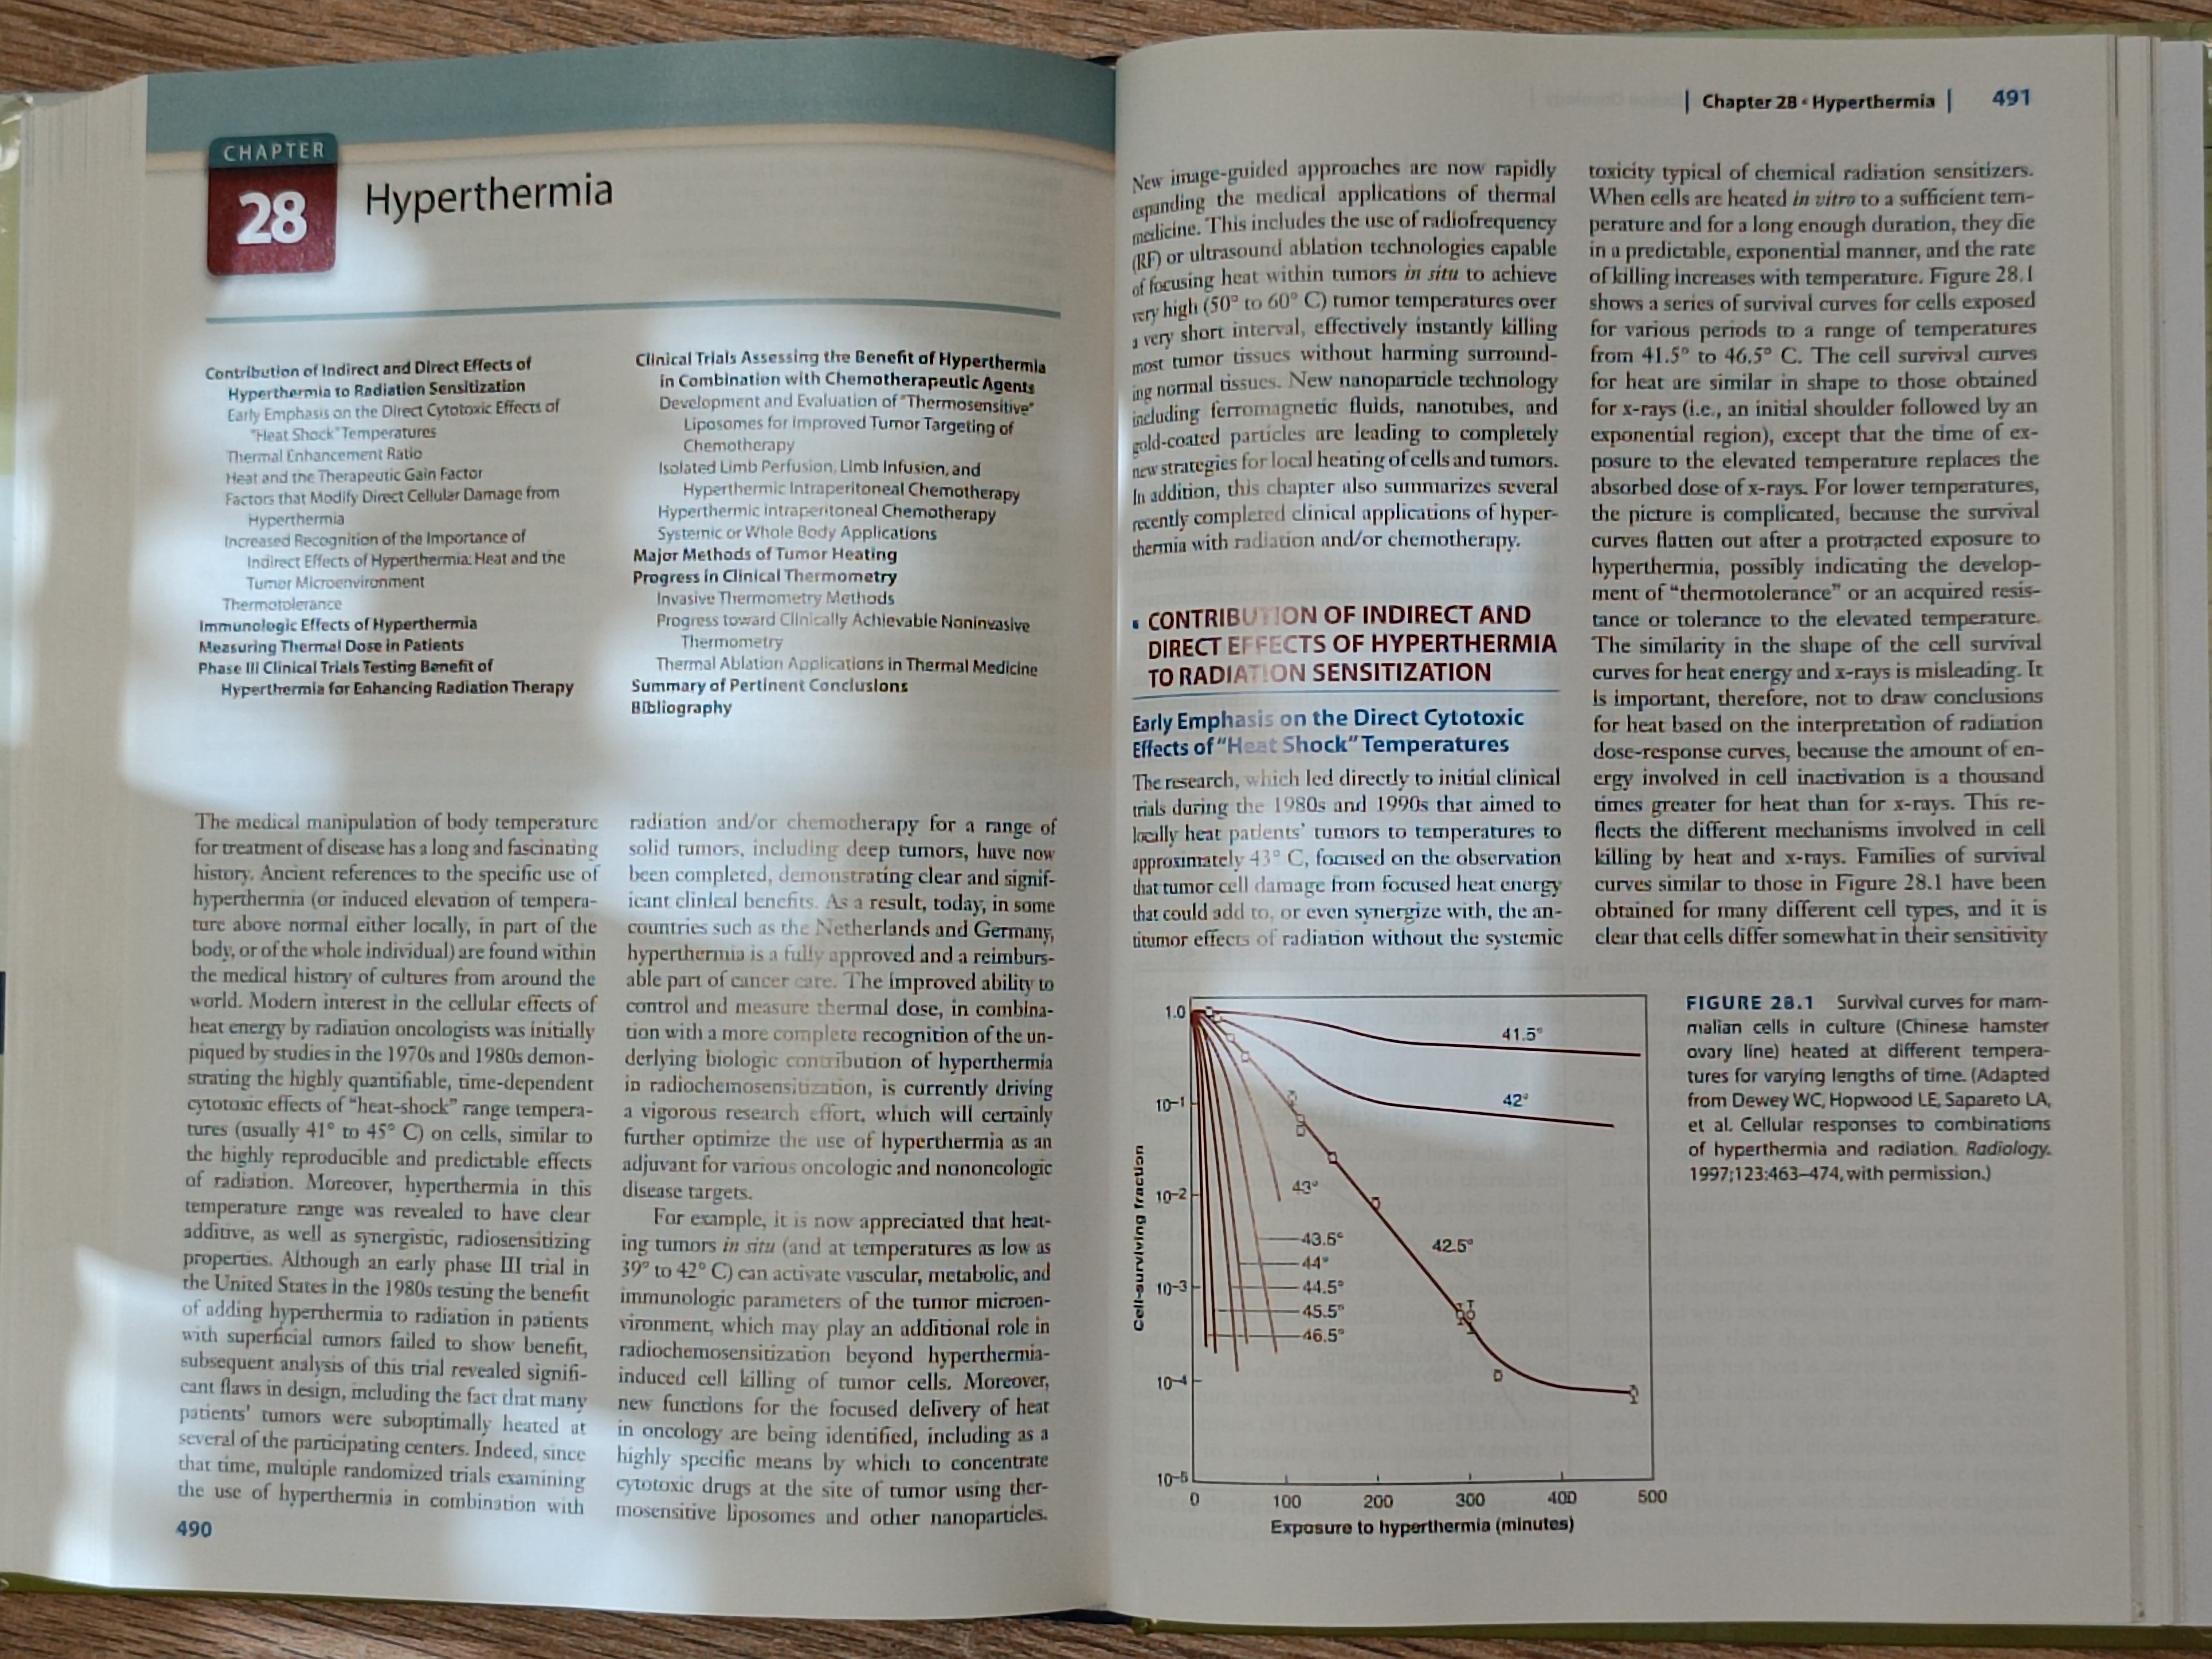 CHAPTER
28
Hyperthermia
Contribution of Indirect and Direct Effects of
Hyperthermia to Radiation Sensitization
Early Emphasis on the Direct Cytotoxic Effects of
"Heat Shock" Temperatures
Thermal Enhancement Ratio
Heat and the Therapeutic Gain Factor
Factors that Modify Direct Cellular Damage from
Hyperthermia
Increased Recognition of the Importance of
Indirect Effects of Hyperthermia: Heat and the
Tumor Microenvironment
Thermotolerance
Immunologic Effects of Hyperthermia
Measuring Thermal Dose in Patients
Phase III Clinical Trials Testing Benefit of
Hyperthermia for Enhancing Radiation Therapy
Clinical Trials Assessing the Benefit of Hyperthermia
in Combination with Chemotherapeutic Agents
Development and Evaluation of "Thermosensitive"
Liposomes for Improved Tumor Targeting of
Chemotherapy
Isolated Limb Perfusion, Limb Infusion, and
Hyperthermic Intraperitoneal Chemotherapy
Hyperthermic Intraperitoneal Chemotherapy
Systemic or Whole Body Applications
Major Methods of Tumor Heating
Progress in Clinical Thermometry
Invasive Thermometry Methods
Progress toward Clinically Achievable Noninvasive
Thermometry
Thermal Ablation Applications in Thermal Medicine
Summary of Pertinent Conclusions
Bibliography
The medical manipulation of body temperature
for treatment of disease has a long and fascinating
history. Ancient references to the specific use of
hyperthermia (or induced elevation of tempera-
ture above normal either locally, in part of the
body, or of the whole individual) are found within
the medical history of cultures from around the
world. Modern interest in the cellular effects of
heat energy by radiation oncologists was initially
piqued by studies in the 1970s and 1980s demon-
strating the highly quantifiable, time-dependent
cytotoxic effects of "heat-shock" range tempera-
tures (usually 41° to 45° C) on cells, similar to
the highly reproducible and predictable effects
of radiation. Moreover, hyperthermia in this
temperature range was revealed to have clear
additive, as well as synergistic, radiosensitizing
properties. Although an early phase III trial in
the United States in the 1980s testing the benefit
of adding hyperthermia to radiation in patients
with superficial tumors failed to show benefit,
subsequent analysis of this trial revealed signifi-
cant flaws in design, including the fact that many
patients' tumors were suboptimally heated at
several of the participating centers. Indeed, since
that time, multiple randomized trials examining
the use of hyperthermia in combination with
490
radiation and/or chemotherapy for a range of
solid tumors, including deep tumors, have now
been completed, demonstrating clear and signif-
icant clinical benefits. As a result, today, in some
countries such as the Netherlands and Germany,
hyperthermia is a fully approved and a reimburs-
able part of cancer care. The improved ability to
control and measure thermal dose, in combina-
tion with a more complete recognition of the un-
derlying biologic contribution of hyperthermia
in radiochemosensitization, is currently driving
a vigorous research effort, which will certainly
further optimize the use of hyperthermia as an
adjuvant for various oncologic and nononcologic
disease targets.
For example, it is now appreciated that heat-
ing tumors in situ (and at temperatures as low as
39° to 42° C) can activate vascular, metabolic, and
immunologic parameters of the tumor microen-
vironment, which may play an additional role in
radiochemosensitization beyond hyperthermia-
induced cell killing of tumor cells. Moreover,
new functions for the focused delivery of heat
in oncology are being identified, including as a
highly specific means by which to concentrate
cytotoxic drugs at the site of tumor using ther-
mosensitive liposomes and other nanoparticles.
Chapter 28 • Hyperthermia 491
New image-guided approaches are now rapidly
expanding the medical applications of thermal
medicine. This includes the use of radiofrequency
(RF) or ultrasound ablation technologies capable
of focusing heat within tumors in situ to achieve
very high (50° to 60° C) tumor temperatures over
a very short interval, effectively instantly killing
most tumor tissues without harming surround-
ing normal tissues. New nanoparticle technology
including ferromagnetic fluids, nanotubes, and
gold-coated particles are leading to completely
new strategies for local heating of cells and tumors.
In addition, this chapter also summarizes several
recently completed clinical applications of hyper-
thermia with radiation and/or chemotherapy.
▪ CONTRIBUTION OF INDIRECT AND
DIRECT EFFECTS OF HYPERTHERMIA
TO RADIATION SENSITIZATION
Early Emphasis on the Direct Cytotoxic
Effects of "Heat Shock" Temperatures
The research, which led directly to initial clinical
trials during the 1980s and 1990s that aimed to
locally heat patients' tumors to temperatures to
approximately 43° C, focused on the observation
that tumor cell damage from focused heat energy
that could add to, or even synergize with, the an-
titumor effects of radiation without the systemic
toxicity typical of chemical radiation sensitizers.
When cells are heated in vitro to a sufficient tem-
perature and for a long enough duration, they die
in a predictable, exponential manner, and the rate
of killing increases with temperature. Figure 28.1
shows a series of survival curves for cells exposed
for various periods to a range of temperatures
from 41.5° to 46.5° C. The cell survival curves
for heat are similar in shape to those obtained
for x-rays (i.e., an initial shoulder followed by an
exponential region), except that the time of ex-
posure to the elevated temperature replaces the
absorbed dose of x-rays. For lower temperatures,
the picture is complicated, because the survival
curves flatten out after a protracted exposure to
hyperthermia, possibly indicating the develop-
ment of "thermotolerance" or an acquired resis-
tance or tolerance to the elevated temperature.
The similarity in the shape of the cell survival
curves for heat energy and x-rays is misleading. It
is important, therefore, not to draw conclusions
for heat based on the interpretation of radiation
dose-response curves, because the amount of en-
ergy involved in cell inactivation is a thousand
times greater for heat than for x-rays. This re-
flects the different mechanisms involved in cell
killing by heat and x-rays. Families of survival
curves similar to those in Figure 28.1 have been
obtained for many different cell types, and it is
clear that cells differ somewhat in their sensitivity
Cell-surviving fraction
1.0
10⁻¹
10⁻²
10⁻³
10⁻⁴
10⁻⁵
41.5°
42°
43°
42.5°
43.5°
44°
44.5°
45.5°
46.5°
0 100 200 300 400 500
Exposure to hyperthermia (minutes)
FIGURE 28.1 Survival curves for mam-
malian cells in culture (Chinese hamster
ovary line) heated at different tempera-
tures for varying lengths of time. (Adapted
from Dewey WC, Hopwood LE, Sapareto LA,
et al. Cellular responses to combinations
of hyperthermia and radiation. Radiology.
1997;123:463–474, with permission.)